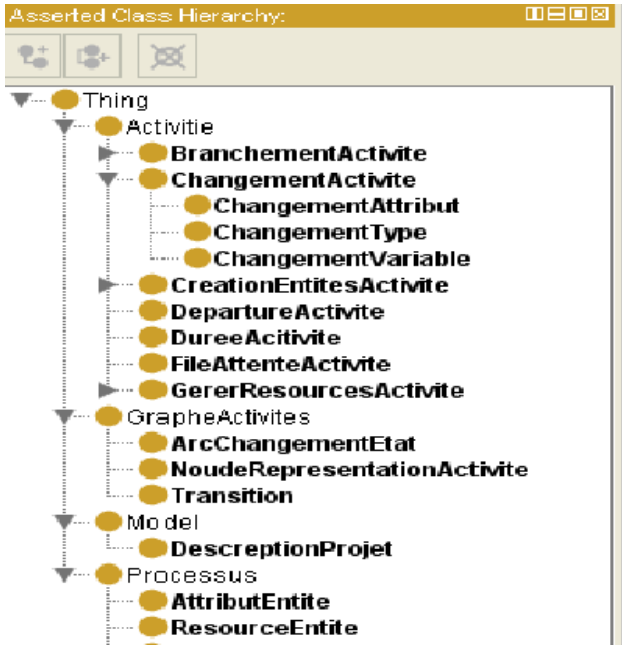 Asserted Class Hierarchy:
Thing
Activitie
BranchementActivite
ChangementActivite
ChangementAttribut
ChangementType
ChangementVariable
CreationEntitesActivite
DepartureActivite
DureeAcitivite
FileAttenteActivite
GererResourcesActivite
GrapheActivites
ArcChangementEtat
NoudeRepresentationActivite
Transition
Model
DescreptionProjet
Processus
AttributEntite
ResourceEntite